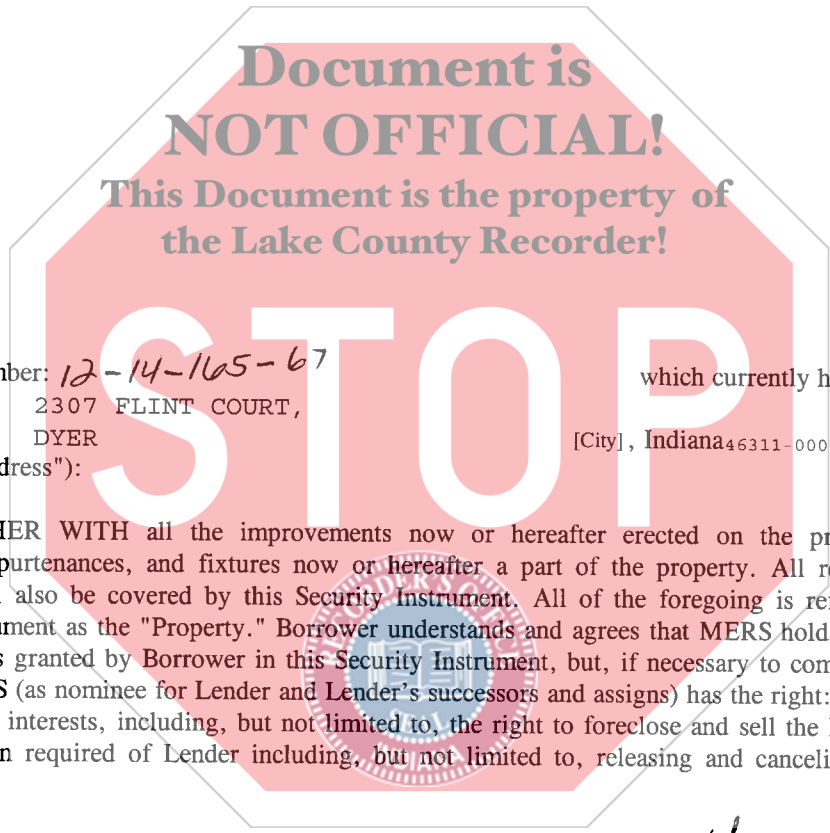 Document is
NOT OFFICIAL!
This Document is the property of
the Lake County Recorder!
STOP
nber: 12-14-165-67 which currently h
2307 FLINT COURT,
DYER [City], Indiana 46311-000
dress"):
HER WITH all the improvements now or hereafter erected on the pr
purtenances, and fixtures now or hereafter a part of the property. All r
also be covered by this Security Instrument. All of the foregoing is re
ument as the "Property." Borrower understands and agrees that MERS hold
s granted by Borrower in this Security Instrument, but, if necessary to com
S (as nominee for Lender and Lender's successors and assigns) has the right:
interests, including, but not limited to, the right to foreclose and sell the
n required of Lender including, but not limited to, releasing and canceli
INDIANA